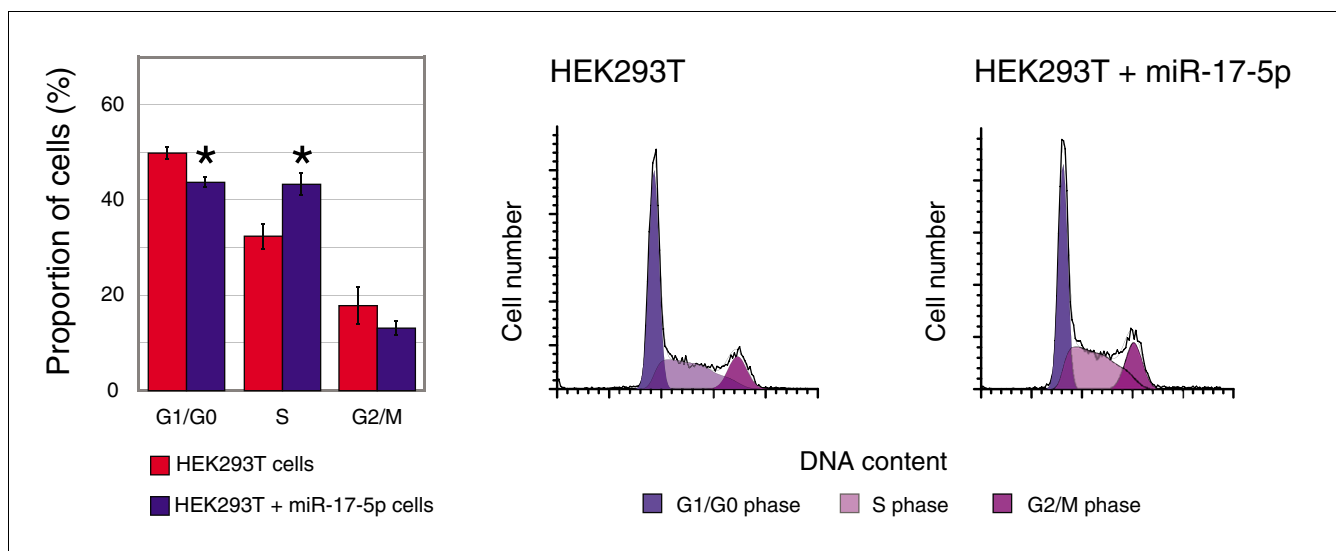 Proportion of cells (%)
60
40
20
0
*
*
G1/G0
S
G2/M
HEK293T cells
HEK293T + miR-17-5p cells
HEK293T
Cell number
HEK293T + miR-17-5p
Cell number
DNA content
G1/G0 phase
S phase
G2/M phase